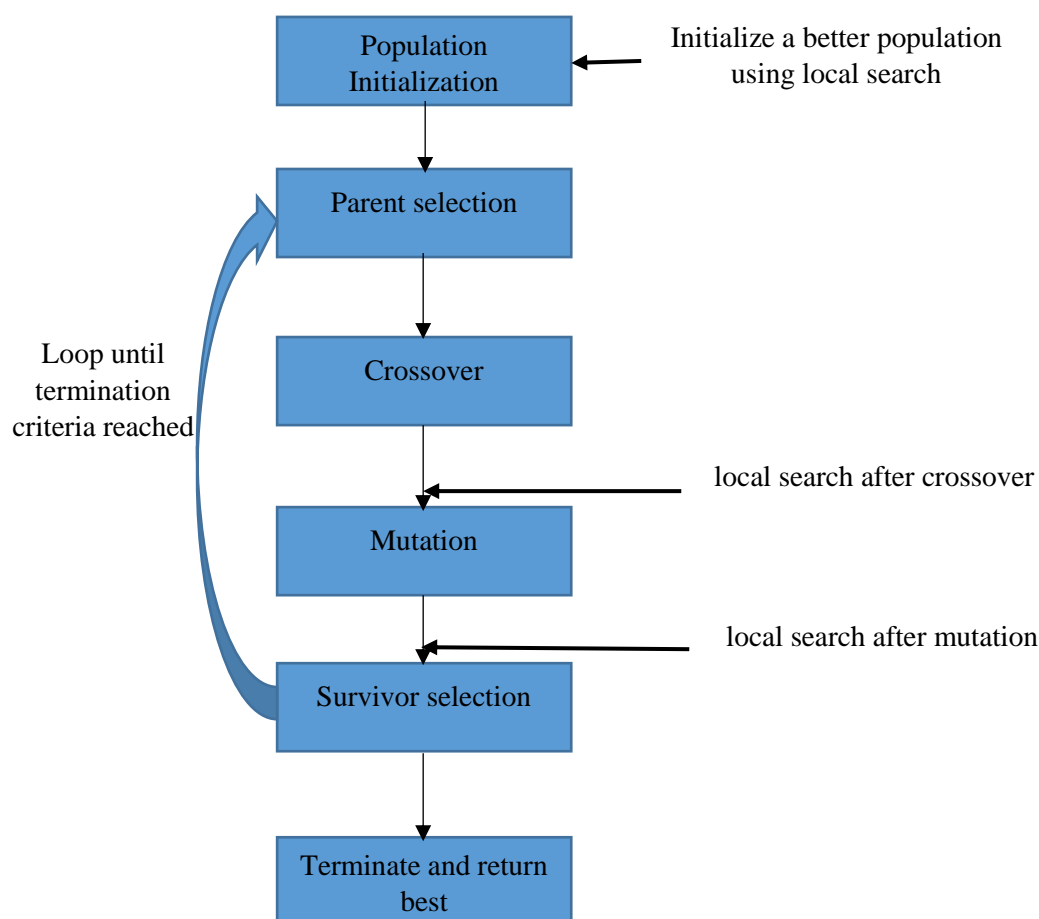 Population
Initialization
Initialize a better population
using local search
Parent selection
Loop until
termination
criteria reached
Crossover
local search after crossover
Mutation
local search after mutation
Survivor selection
Terminate and return
best